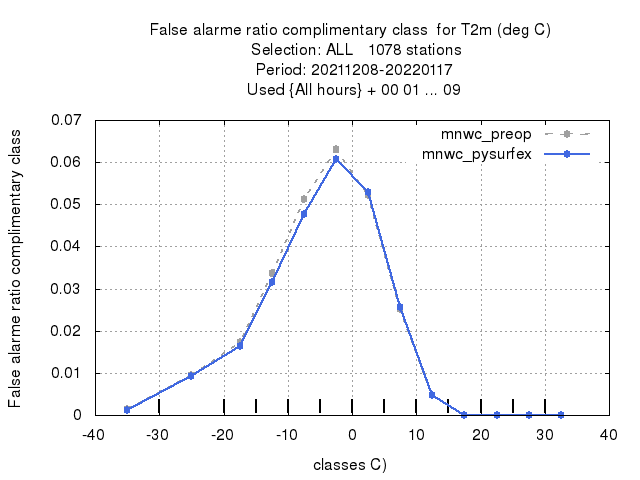 False alarme ratio complimentary class  for T2m (deg C)
Selection: ALL   1078 stations
Period: 20211208-20220117
Used {All hours} + 00 01 ... 09
mnwc_preop
mnwc_pysurfex
False alarme ratio complimentary class
0.07
0.06
0.05
0.04
0.03
0.02
0.01
0
-40 -30 -20 -10 0 10 20 30 40
classes C)